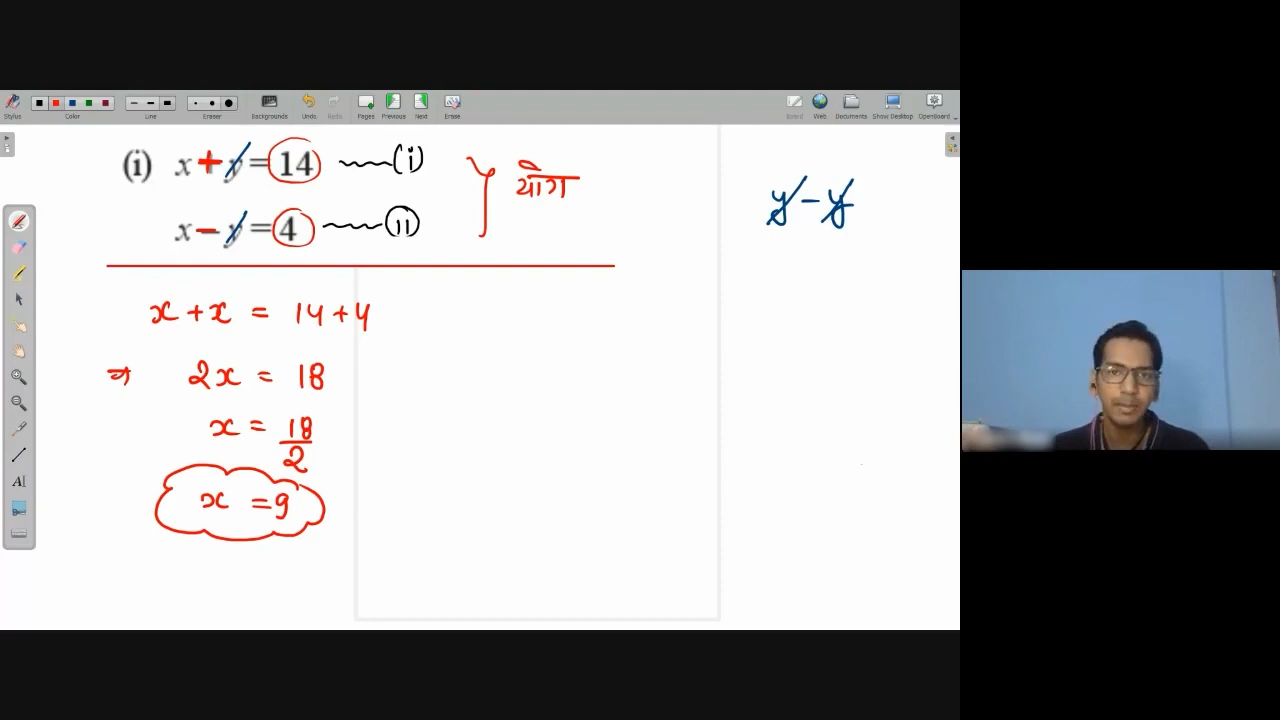 Stylus Color Line Eraser Backgrounds Undo Redo Pages Previous Next Erase Board Web Documents Show Desktop OpenBoard
(i) x + y = 14 (i)
x - y = 4 (ii)
योग
y - y
x + x = 14 + 4
⇒ 2x = 18
x = 18/2
x = 9